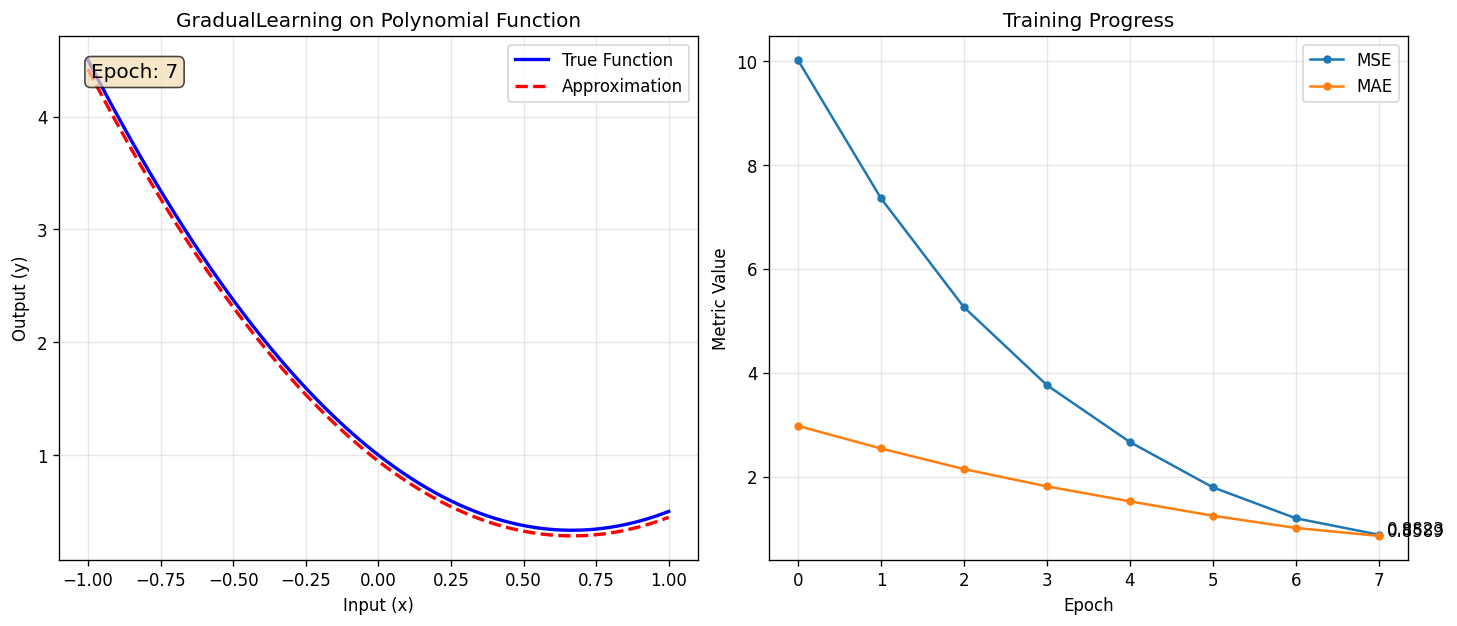 GradualLearning on Polynomial Function
Epoch: 7
True Function
Approximation
Output (y)
4
3
2
1
−1.00 −0.75 −0.50 −0.25 0.00 0.25 0.50 0.75 1.00
Input (x)
Training Progress
MSE
MAE
Metric Value
10
8
6
4
2
0 1 2 3 4 5 6 7
Epoch